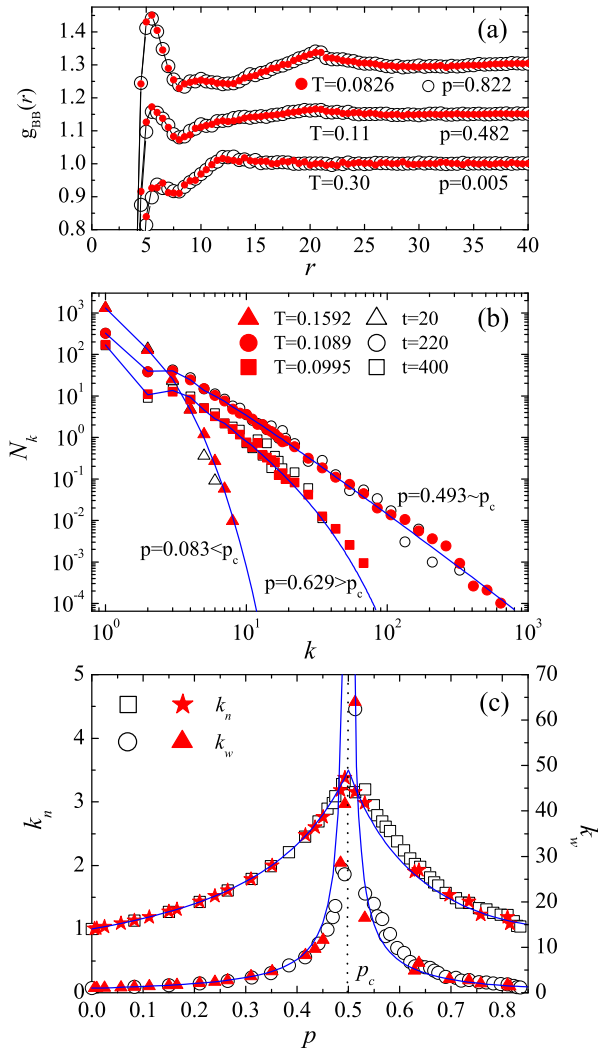 (a)
1.4
1.3
1.2
1.1
1.0
0.9
0.8
g_BB(r)
T=0.0826 p=0.822
T=0.11 p=0.482
T=0.30 p=0.005
0 5 10 15 20 25 30 35 40
r
(b)
10^3
10^2
10^1
10^0
10^-1
10^-2
10^-3
10^-4
N_k
T=0.1592 t=20
T=0.1089 t=220
T=0.0995 t=400
p=0.493~p_c
p=0.083<p_c
p=0.629>p_c
10^0 10^1 10^2 10^3
k
(c)
5
4
3
2
1
0
k_n
k_n
k_w
70
60
50
40
30
20
10
0
k_w
p_c
0.0 0.1 0.2 0.3 0.4 0.5 0.6 0.7 0.8
p